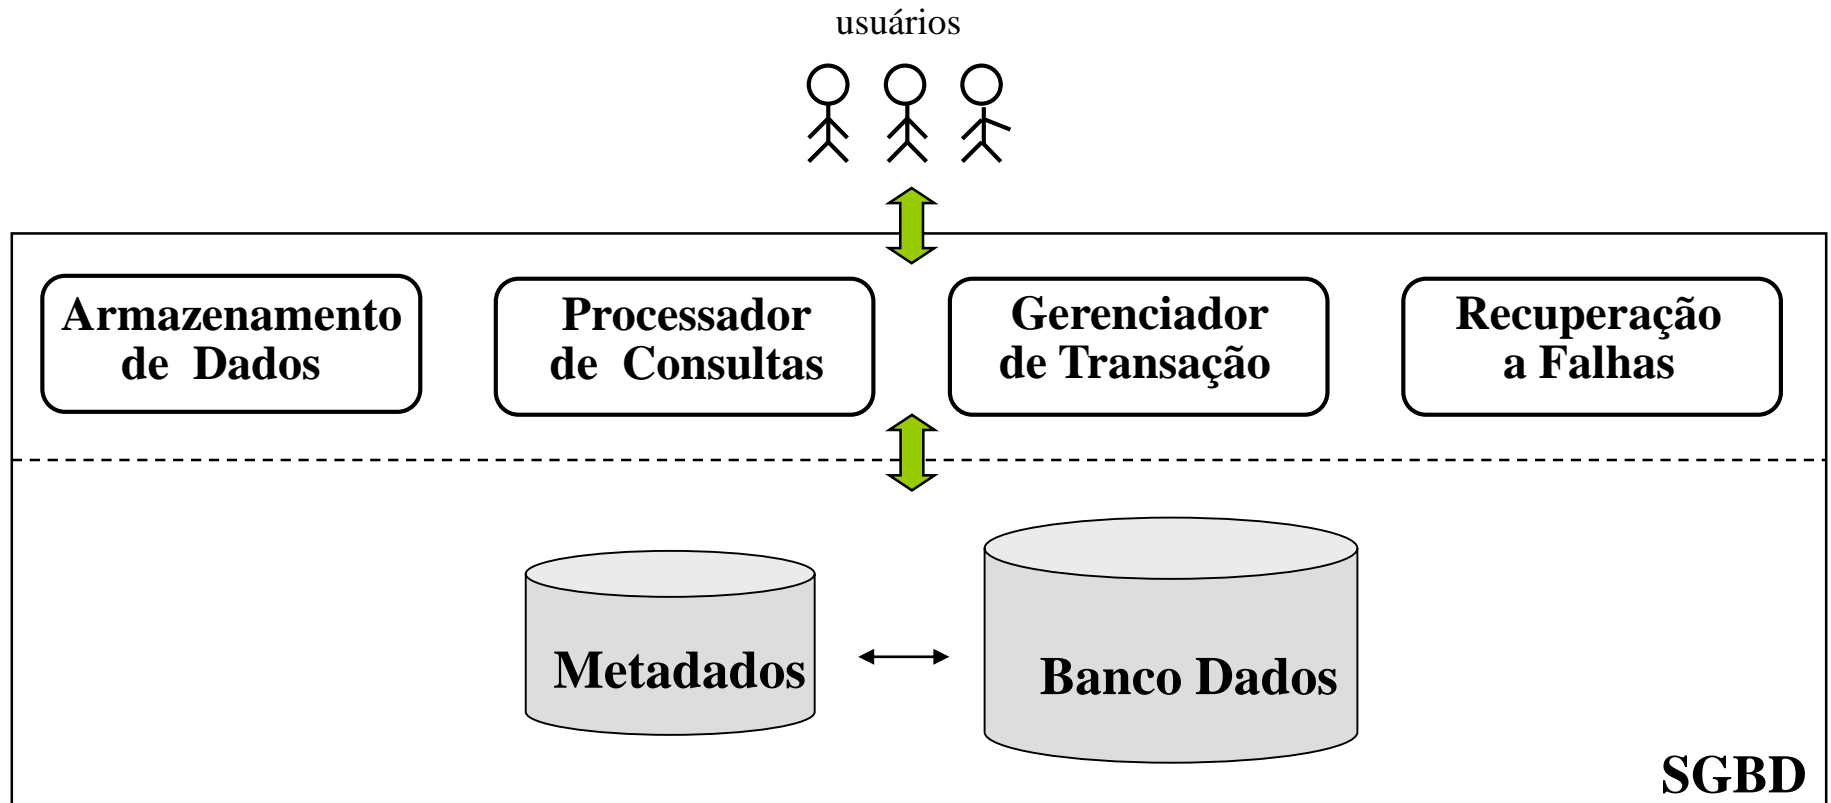 usuários
Armazenamento
de Dados
Processador
de Consultas
Gerenciador
de Transação
Recuperação
a Falhas
Metadados
Banco Dados
SGBD